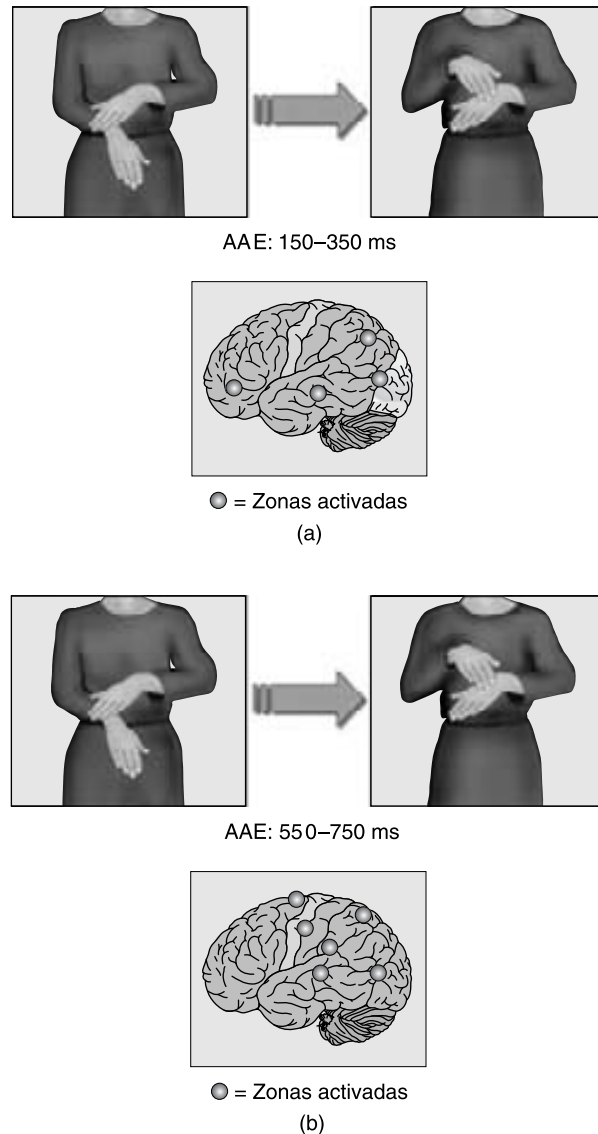 AAE: 150–350 ms
= Zonas activadas
(a)
AAE: 550–750 ms
= Zonas activadas
(b)